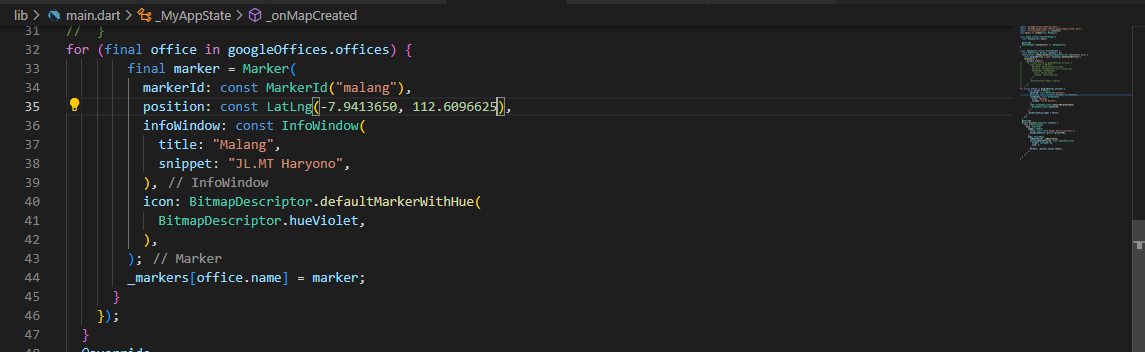 lib > main.dart > _MyAppState > _onMapCreated
31 // }
32 for (final office in googleOffices.offices) {
33 final marker = Marker(
34 markerId: const MarkerId("malang"),
35 position: const LatLng(-7.9413650, 112.6096625),
36 infoWindow: const InfoWindow(
37 title: "Malang",
38 snippet: "JL.MT Haryono",
39 ), // InfoWindow
40 icon: BitmapDescriptor.defaultMarkerWithHue(
41 BitmapDescriptor.hueViolet,
42 ),
43 ); // Marker
44 _markers[office.name] = marker;
45 }
46 });
47 }